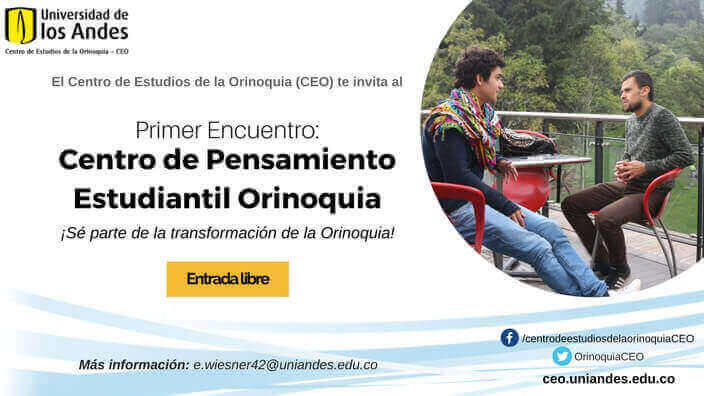 Universidad de
los Andes
Centro de Estudios de la Orinoquia - CEO
El Centro de Estudios de la Orinoquia (CEO) te invita al
Primer Encuentro:
Centro de Pensamiento
Estudiantil Orinoquia
¡Sé parte de la transformación de la Orinoquia!
Entrada libre
Más información: e.wiesner42@uniandes.edu.co
/centrodeestudiosdelaorinoquiaCEO
OrinoquiaCEO
ceo.uniandes.edu.co